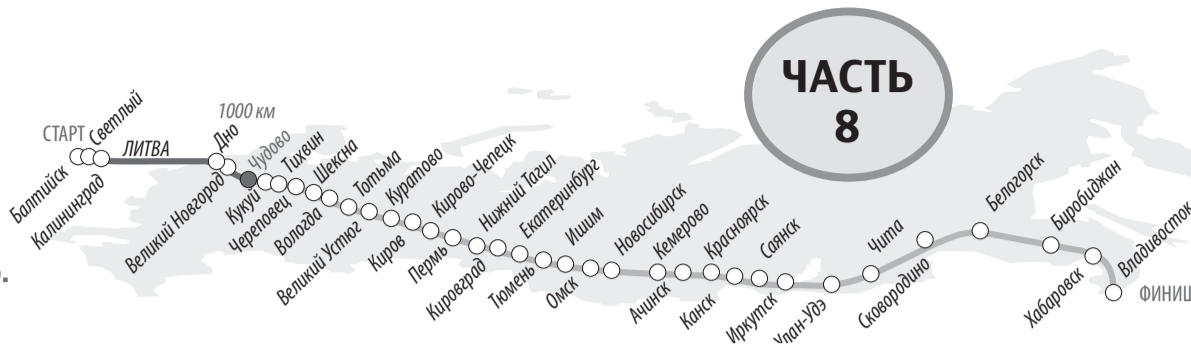 ЧАСТЬ
8
1000 км
СТАРТ
Светлый
ЛИТВА
Дно
Чудово
Тихвин
Шексна
Тотьма
Куратово
Кирово-Чепецк
Нижний Тагил
Екатеринбург
Ишим
Новосибирск
Кемерово
Красноярск
Саянск
Чита
Белогорск
Биробиджан
Владивосток
Балтийск
Калининград
Великий Новгород
Кукуй
Череповец
Вологда
Великий Устюг
Киров
Пермь
Кировград
Тюмень
Омск
Ачинск
Канск
Иркутск
Улан-Удэ
Сковородино
Хабаровск
ФИНИШ